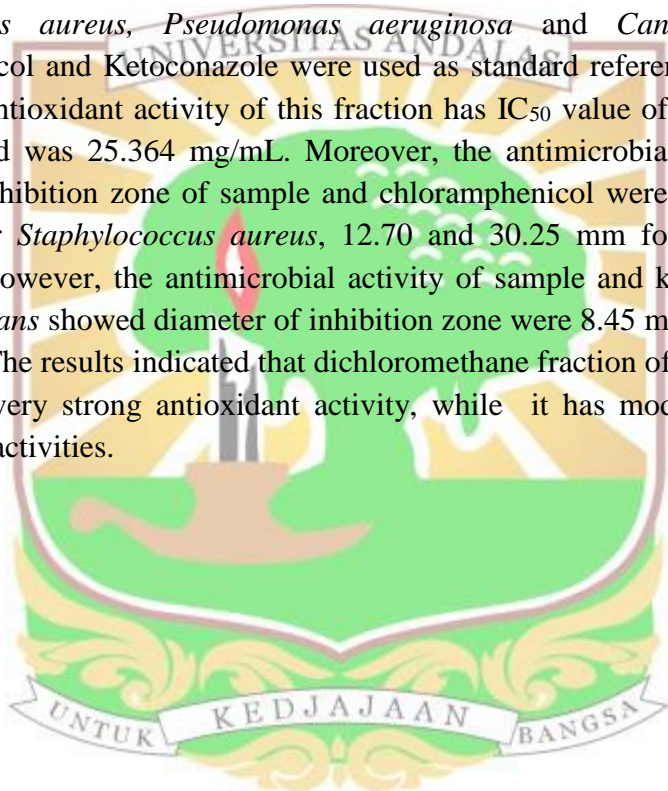 s aureus, Pseudomonas aeruginosa and Can
col and Ketoconazole were used as standard referen
ntioxidant activity of this fraction has IC50 value of
d was 25.364 mg/mL. Moreover, the antimicrobia
hibition zone of sample and chloramphenicol were
r Staphylococcus aureus, 12.70 and 30.25 mm fo
owever, the antimicrobial activity of sample and k
ans showed diameter of inhibition zone were 8.45 m
The results indicated that dichloromethane fraction of
very strong antioxidant activity, while it has mod
activities.
UNIVERSITAS ANDALAS
UNTUK KEDJAJAAN BANGSA